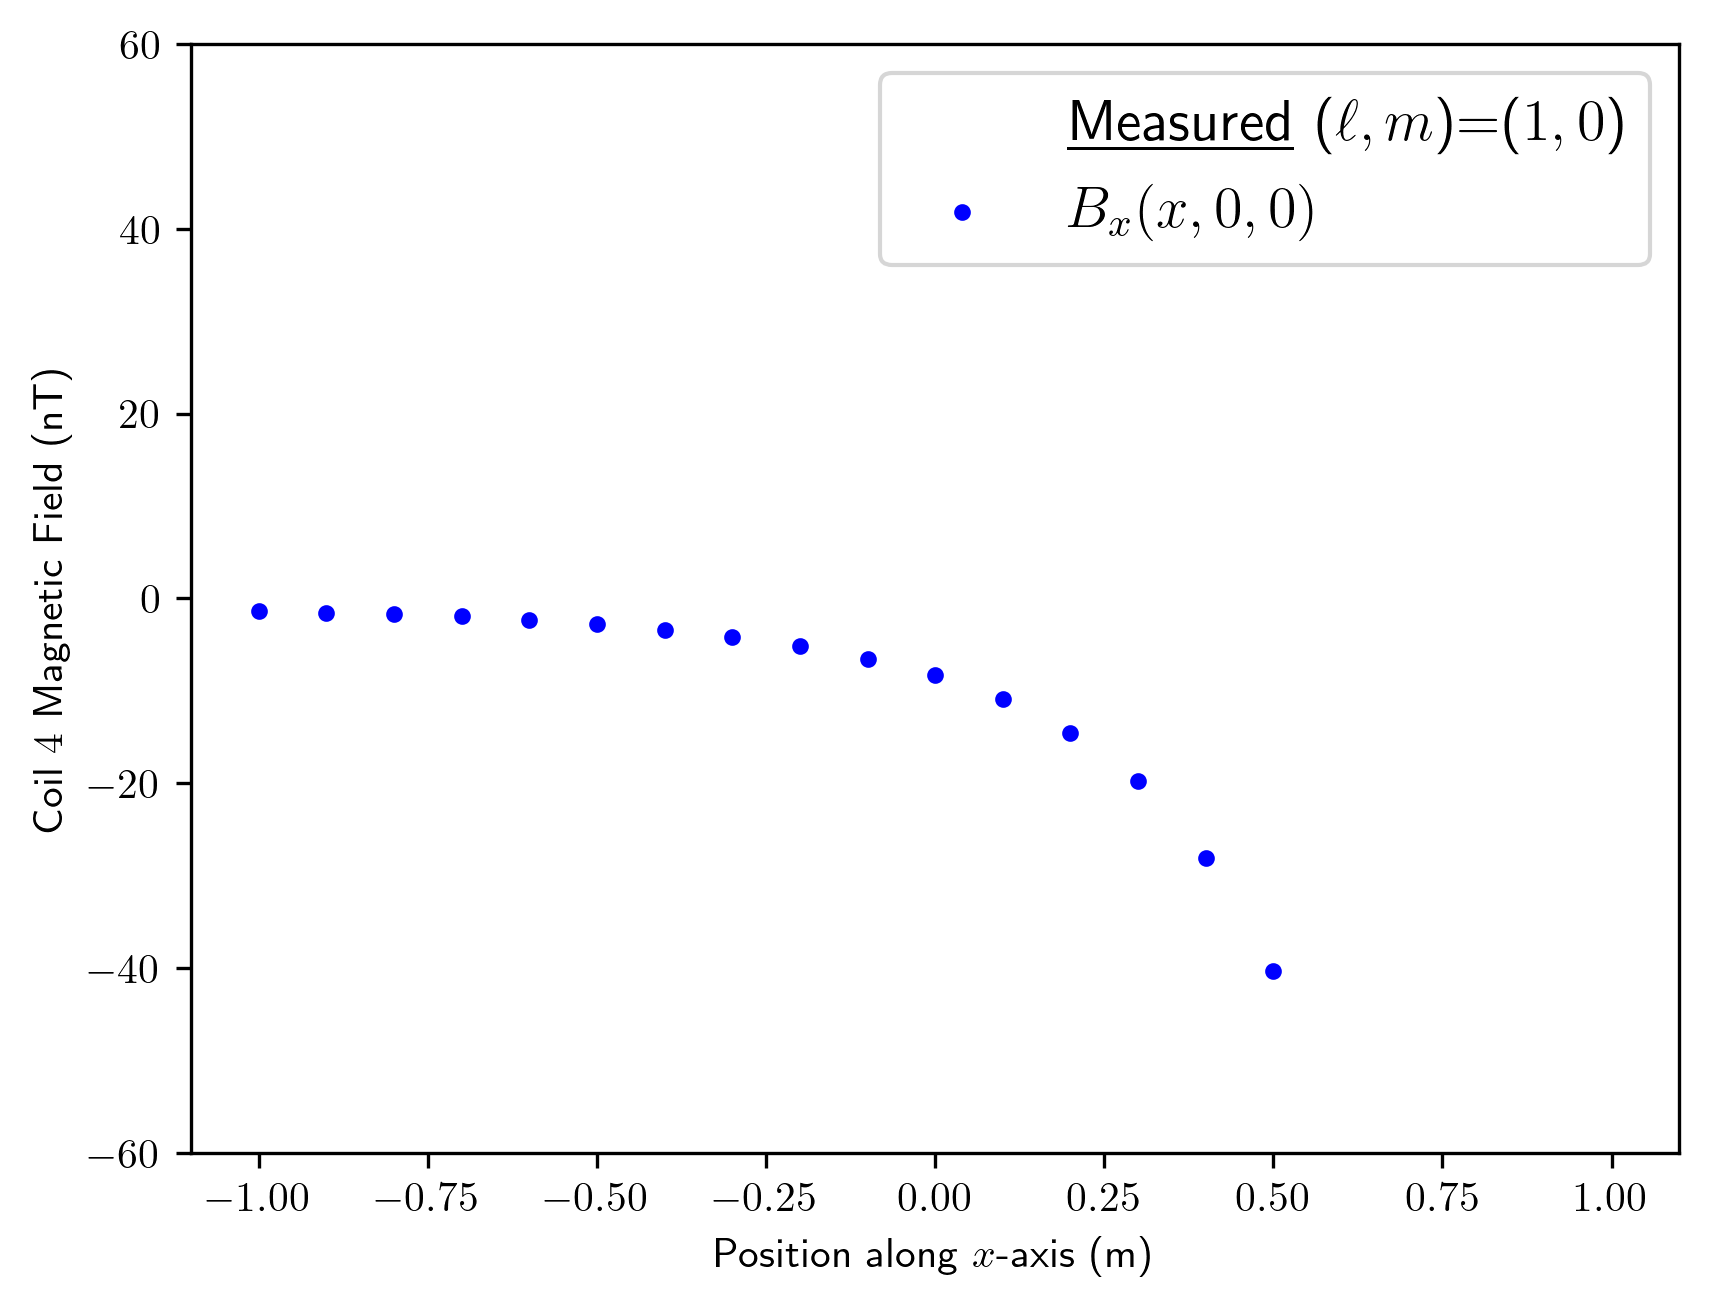 Measured (ℓ, m)=(1, 0)
Bₓ(x, 0, 0)
60
40
20
0
−20
−40
−60
Coil 4 Magnetic Field (nT)
−1.00 −0.75 −0.50 −0.25 0.00 0.25 0.50 0.75 1.00
Position along x-axis (m)